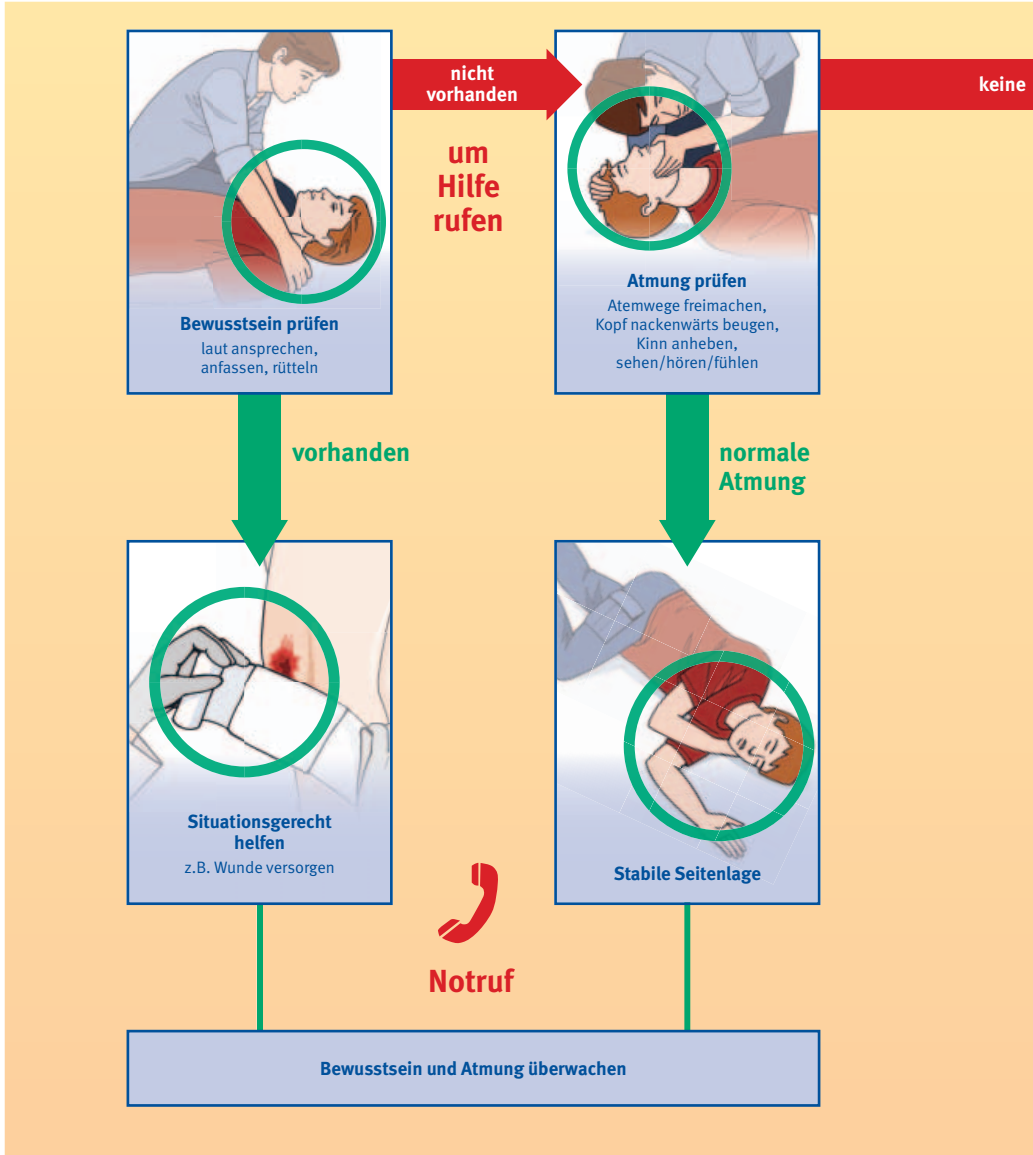 nicht
vorhanden
keine
um
Hilfe
rufen
Bewusstsein prüfen
laut ansprechen,
anfassen, rütteln
Atmung prüfen
Atemwege freimachen,
Kopf nackenwärts beugen,
Kinn anheben,
sehen/hören/fühlen
vorhanden
normale
Atmung
Situationsgerecht
helfen
z.B. Wunde versorgen
Stabile Seitenlage
Notruf
Bewusstsein und Atmung überwachen